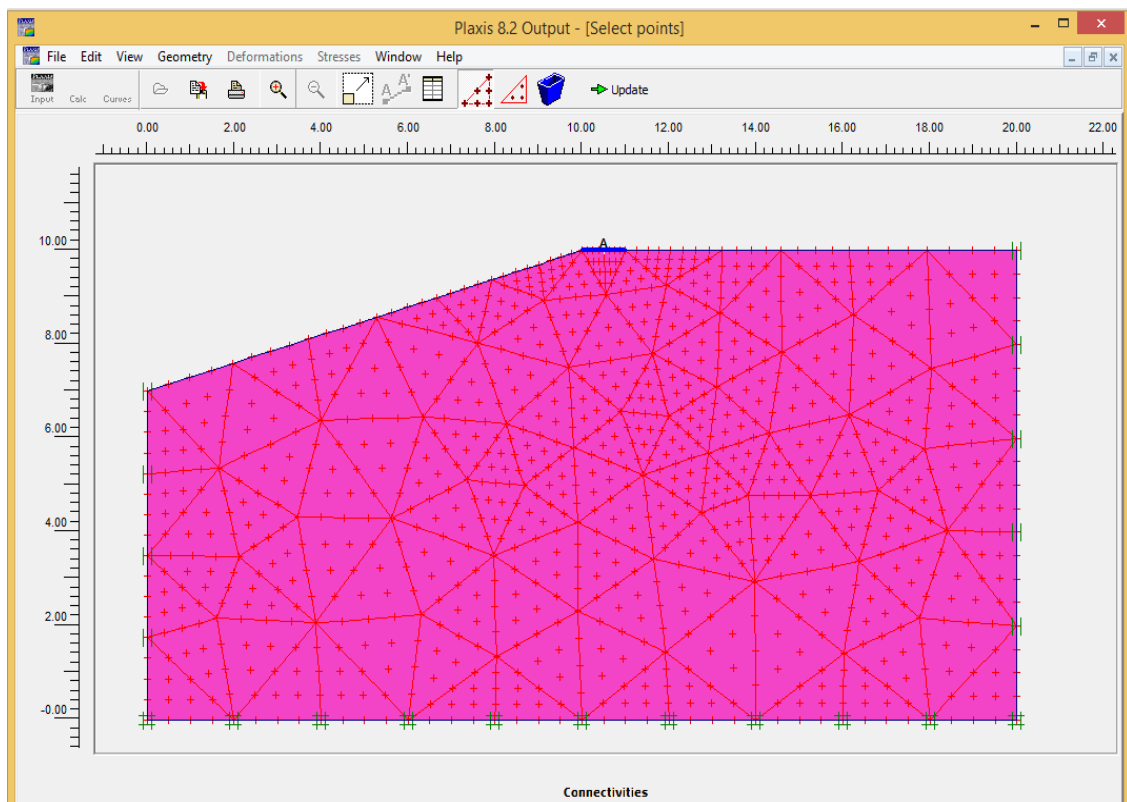 Plaxis 8.2 Output - [Select points]
File Edit View Geometry Deformations Stresses Window Help
Input Calc Curves A A' Update
0.00 2.00 4.00 6.00 8.00 10.00 12.00 14.00 16.00 18.00 20.00 22.00
10.00
A
8.00
6.00
4.00
2.00
-0.00
Connectivities